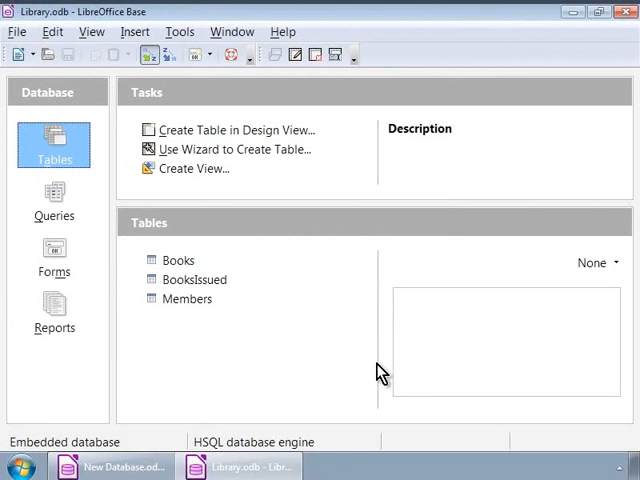 Library.odb - LibreOffice Base
File Edit View Insert Tools Window Help
Database
Tables
Queries
Forms
Reports
Tasks
Create Table in Design View...
Use Wizard to Create Table...
Create View...
Description
Tables
Books
BooksIssued
Members
None
Embedded database
HSQL database engine
New Database.od...
Library.odb - Libr...